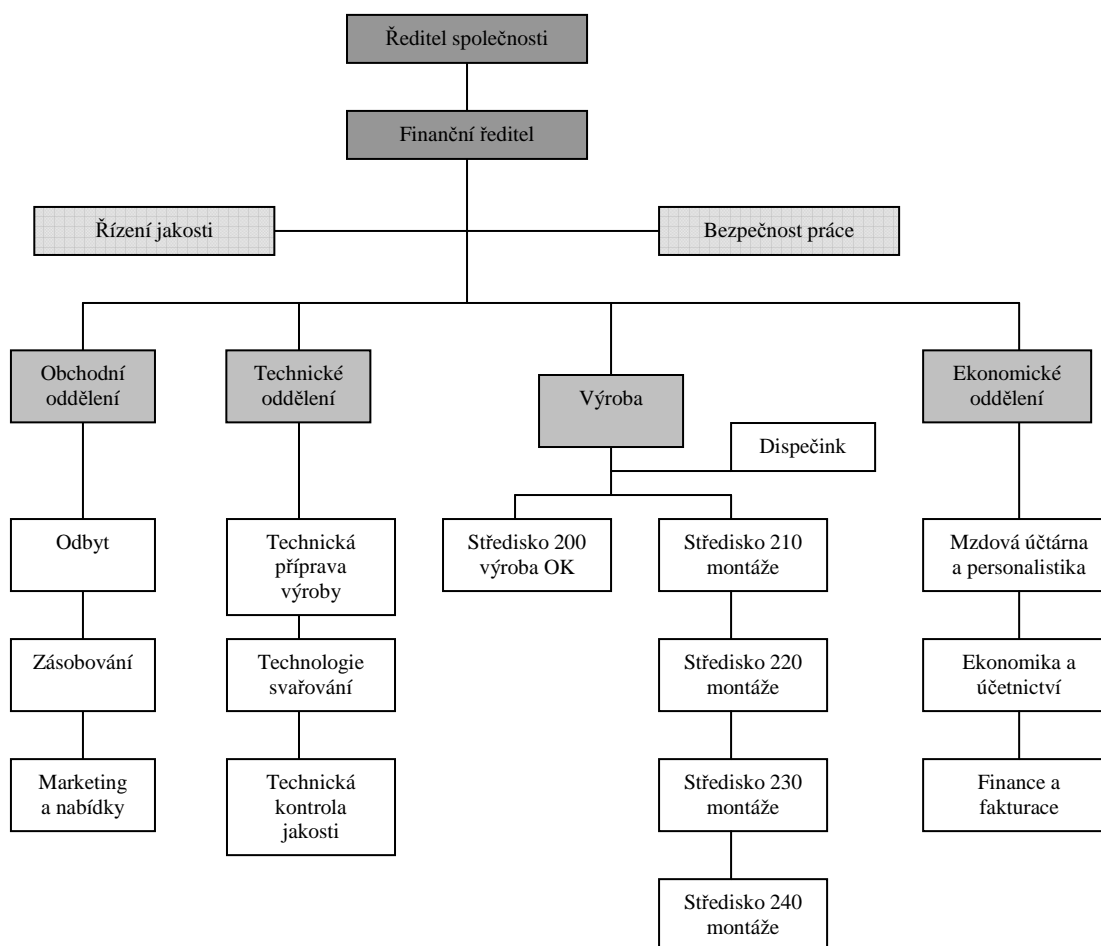 Ředitel společnosti
Finanční ředitel
Řízení jakosti
Bezpečnost práce
Obchodní
oddělení
Technické
oddělení
Výroba
Ekonomické
oddělení
Dispečink
Odbyt
Technická
příprava
výroby
Středisko 200
výroba OK
Středisko 210
montáže
Mzdová účtárna
a personalistika
Zásobování
Technologie
svařování
Středisko 220
montáže
Ekonomika a
účetnictví
Marketing
a nabídky
Technická
kontrola
jakosti
Středisko 230
montáže
Finance a
fakturace
Středisko 240
montáže